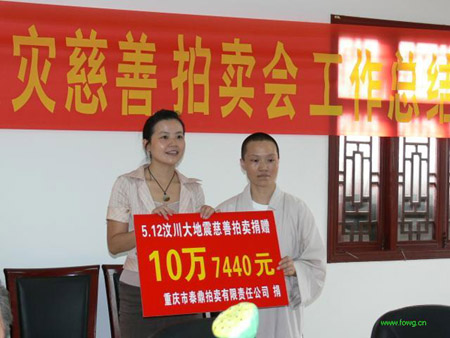 灾慈善拍卖会工作总结
5.12汶川大地震慈善拍卖捐赠
10万7440元
重庆市泰鼎拍卖有限责任公司 捐
www.fowg.cn